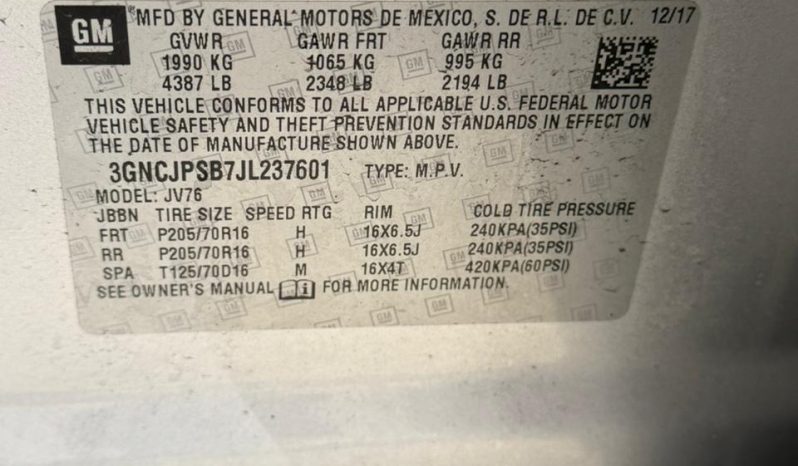 GM MFD BY GENERAL MOTORS DE MEXICO, S. DE R.L. DE C.V. 12/17
GVWR GAWR FRT GAWR RR
1990 KG 1065 KG 995 KG
4387 LB 2348 LB 2194 LB
THIS VEHICLE CONFORMS TO ALL APPLICABLE U.S. FEDERAL MOTOR
VEHICLE SAFETY AND THEFT PREVENTION STANDARDS IN EFFECT ON
THE DATE OF MANUFACTURE SHOWN ABOVE.
3GNCJPSB7JL237601 TYPE: M.P.V.
MODEL: JV76
JBBN TIRE SIZE SPEED RTG RIM COLD TIRE PRESSURE
FRT P205/70R16 H 16X6.5J 240KPA(35PSI)
RR P205/70R16 H 16X6.5J 240KPA(35PSI)
SPA T125/70D16 M 16X4T 420KPA(60PSI)
SEE OWNER'S MANUAL FOR MORE INFORMATION.